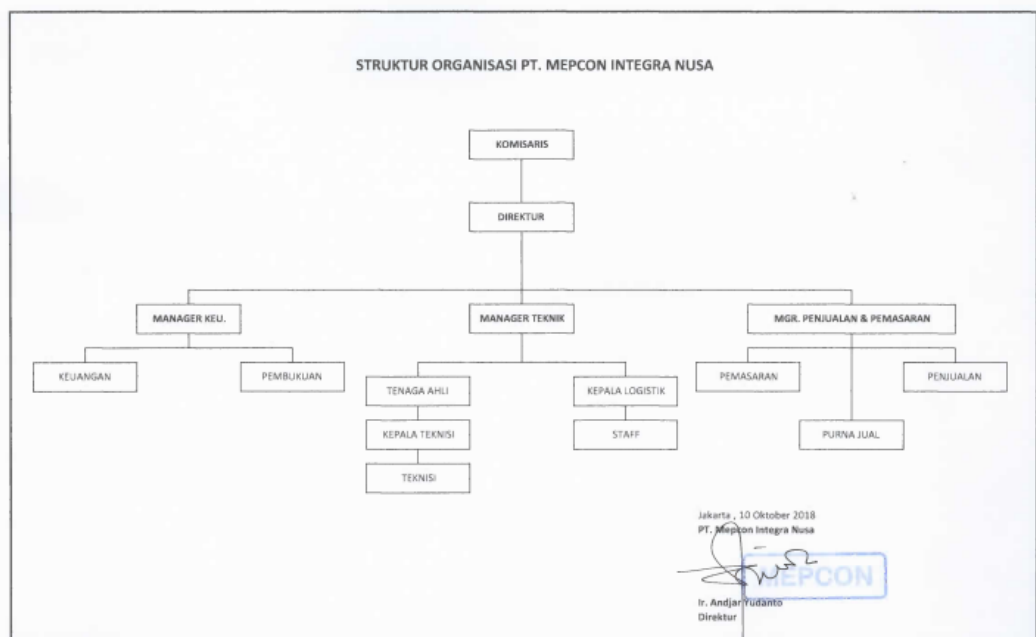 STRUKTUR ORGANISASI PT. MEPCON INTEGRA NUSA
KOMISARIS
DIREKTUR
MANAGER KEU.
MANAGER TEKNIK
MGR. PENJUALAN & PEMASARAN
KEUANGAN
PEMBUKUAN
TENAGA AHLI
KEPALA LOGISTIK
PEMASARAN
PENJUALAN
KEPALA TEKNISI
STAFF
PURNA JUAL
TEKNISI
Jakarta , 10 Oktober 2018
PT. Mepcon Integra Nusa
MEPCON
Ir. Andjar Yudanto
Direktur